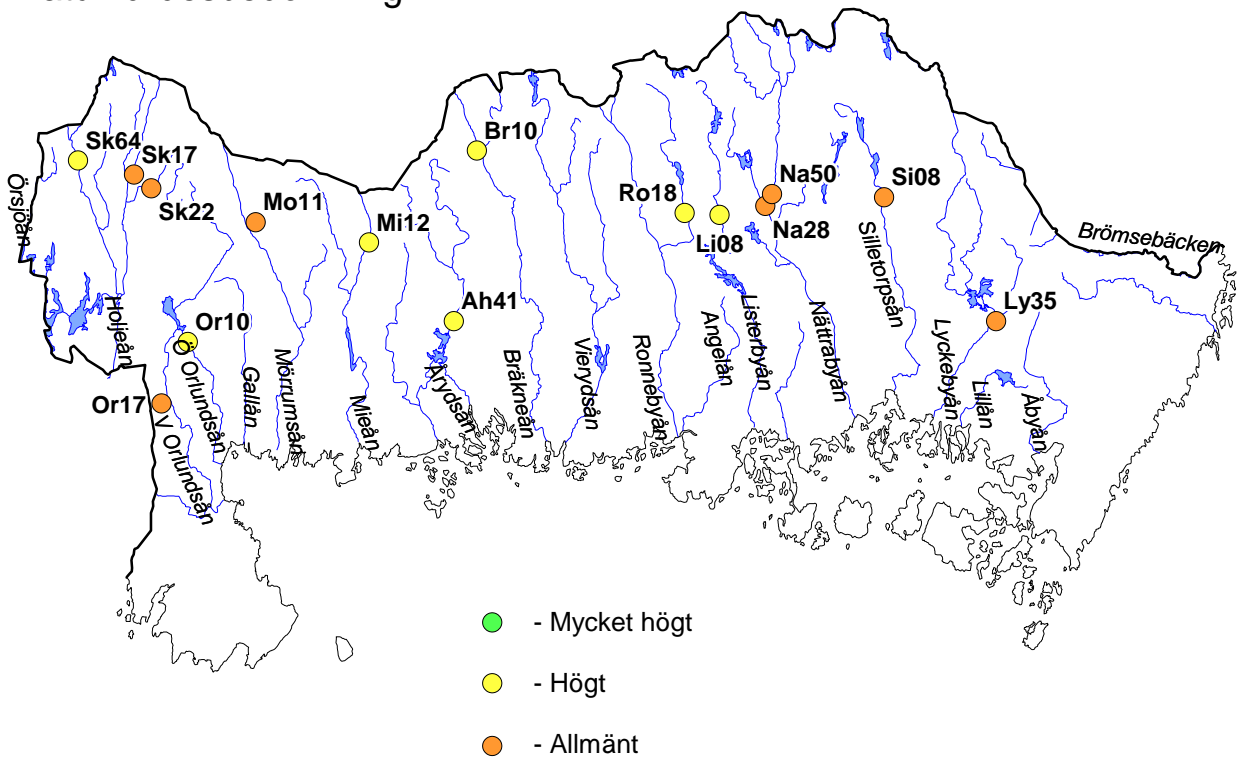 Br10
Sk64
Sk17
Na50
Si08
Örsjöån
Sk22
Mo11
Ro18
Mi12
Na28
Li08
Brömsebäcken
Silletorpsån
Holjeån
Ah41
Ly35
Or10
Ö Orlundsån
Gallån
Mörrumsån
Mieån
Årydsån
Bräkneån
Vierydsån
Ronnebyån
Angelån
Listerbyån
Nättrabyån
Lyckebyån
Lillån
Åbyån
Or17
V Orlundsån
- Mycket högt
- Högt
- Allmänt